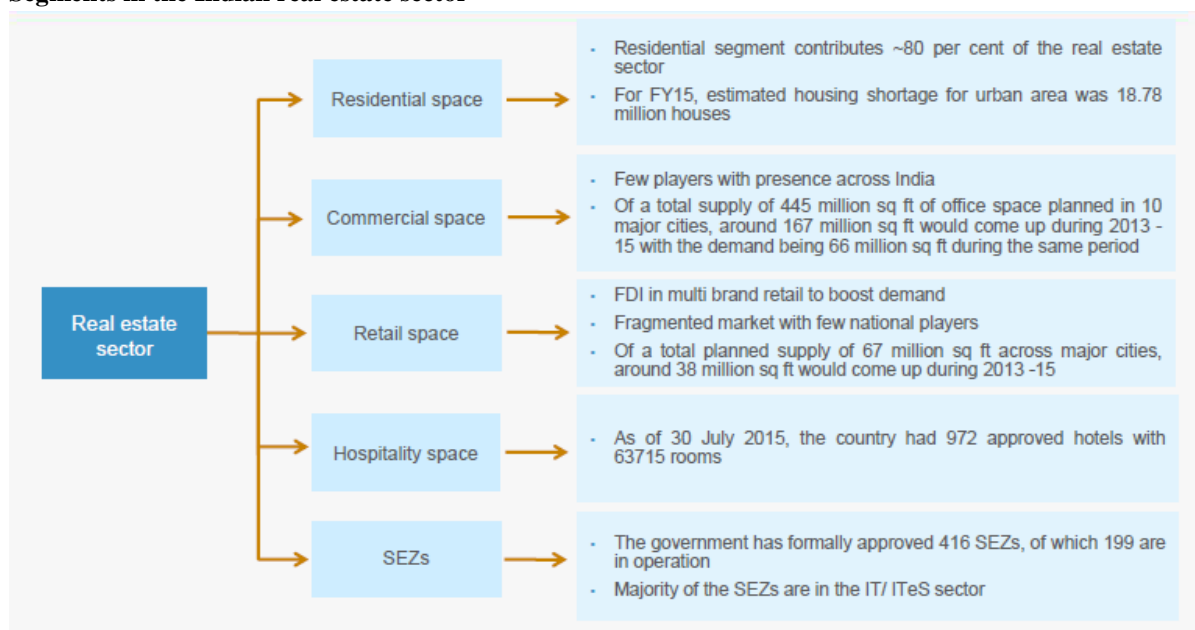 Segments in the Indian real estate sector
Real estate
sector
Residential space
- Residential segment contributes ~80 per cent of the real estate
sector
- For FY15, estimated housing shortage for urban area was 18.78
million houses
Commercial space
- Few players with presence across India
- Of a total supply of 445 million sq ft of office space planned in 10
major cities, around 167 million sq ft would come up during 2013 -
15 with the demand being 66 million sq ft during the same period
Retail space
- FDI in multi brand retail to boost demand
- Fragmented market with few national players
- Of a total planned supply of 67 million sq ft across major cities,
around 38 million sq ft would come up during 2013 -15
Hospitality space
- As of 30 July 2015, the country had 972 approved hotels with
63715 rooms
SEZs
- The government has formally approved 416 SEZs, of which 199 are
in operation
- Majority of the SEZs are in the IT/ ITeS sector